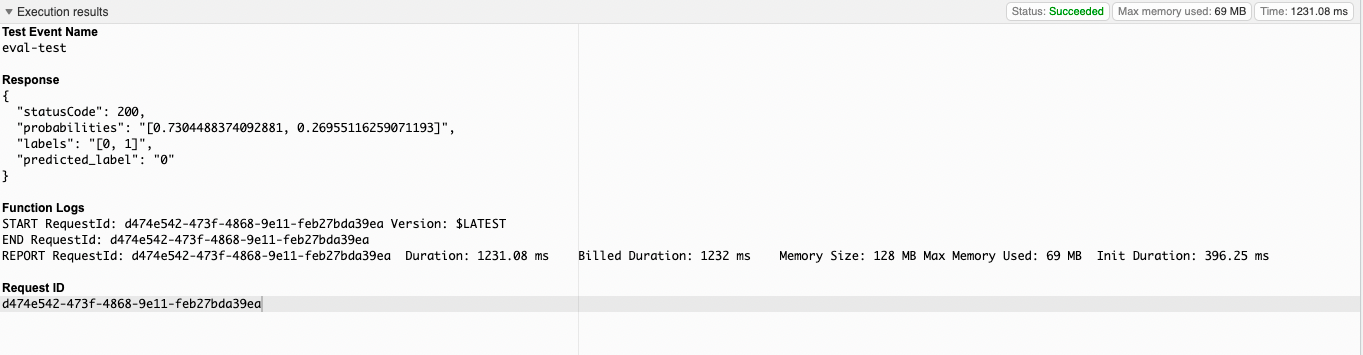 Execution results
Status: Succeeded
Max memory used: 69 MB
Time: 1231.08 ms
Test Event Name
eval-test
Response
{
"statusCode": 200,
"probabilities": "[0.7304488374092881, 0.26955116259071193]",
"labels": "[0, 1]",
"predicted_label": "0"
}
Function Logs
START RequestId: d474e542-473f-4868-9e11-feb27bda39ea Version: $LATEST
END RequestId: d474e542-473f-4868-9e11-feb27bda39ea
REPORT RequestId: d474e542-473f-4868-9e11-feb27bda39ea Duration: 1231.08 ms Billed Duration: 1232 ms Memory Size: 128 MB Max Memory Used: 69 MB Init Duration: 396.25 ms
Request ID
d474e542-473f-4868-9e11-feb27bda39ea